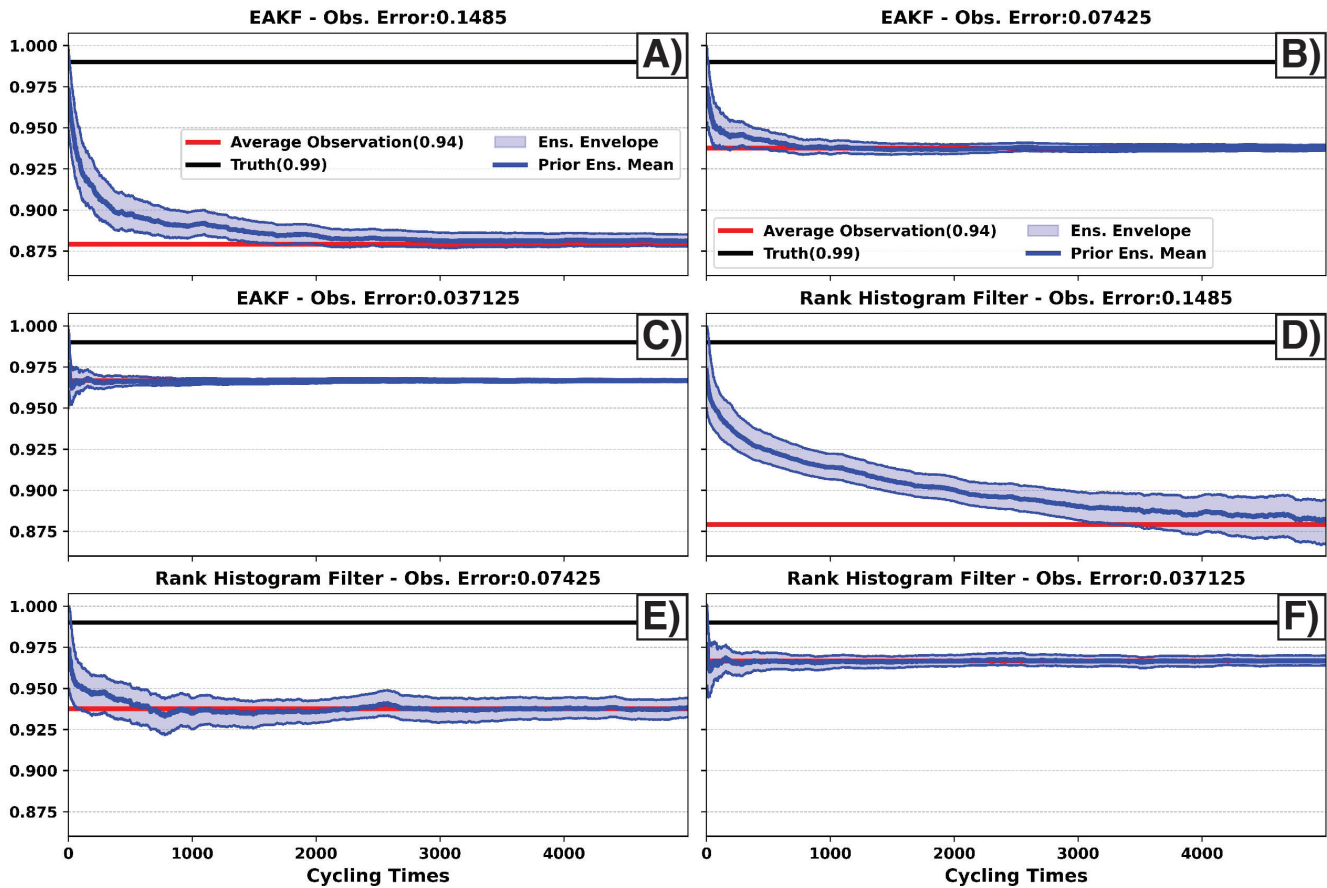 EAKF - Obs. Error:0.1485
A)
1.000
0.975
0.950
0.925
0.900
0.875
Average Observation(0.94)
Truth(0.99)
Ens. Envelope
Prior Ens. Mean
EAKF - Obs. Error:0.07425
B)
Average Observation(0.94)
Truth(0.99)
Ens. Envelope
Prior Ens. Mean
EAKF - Obs. Error:0.037125
C)
1.000
0.975
0.950
0.925
0.900
0.875
Rank Histogram Filter - Obs. Error:0.1485
D)
Rank Histogram Filter - Obs. Error:0.07425
E)
1.000
0.975
0.950
0.925
0.900
0.875
0 1000 2000 3000 4000
Cycling Times
Rank Histogram Filter - Obs. Error:0.037125
F)
0 1000 2000 3000 4000
Cycling Times